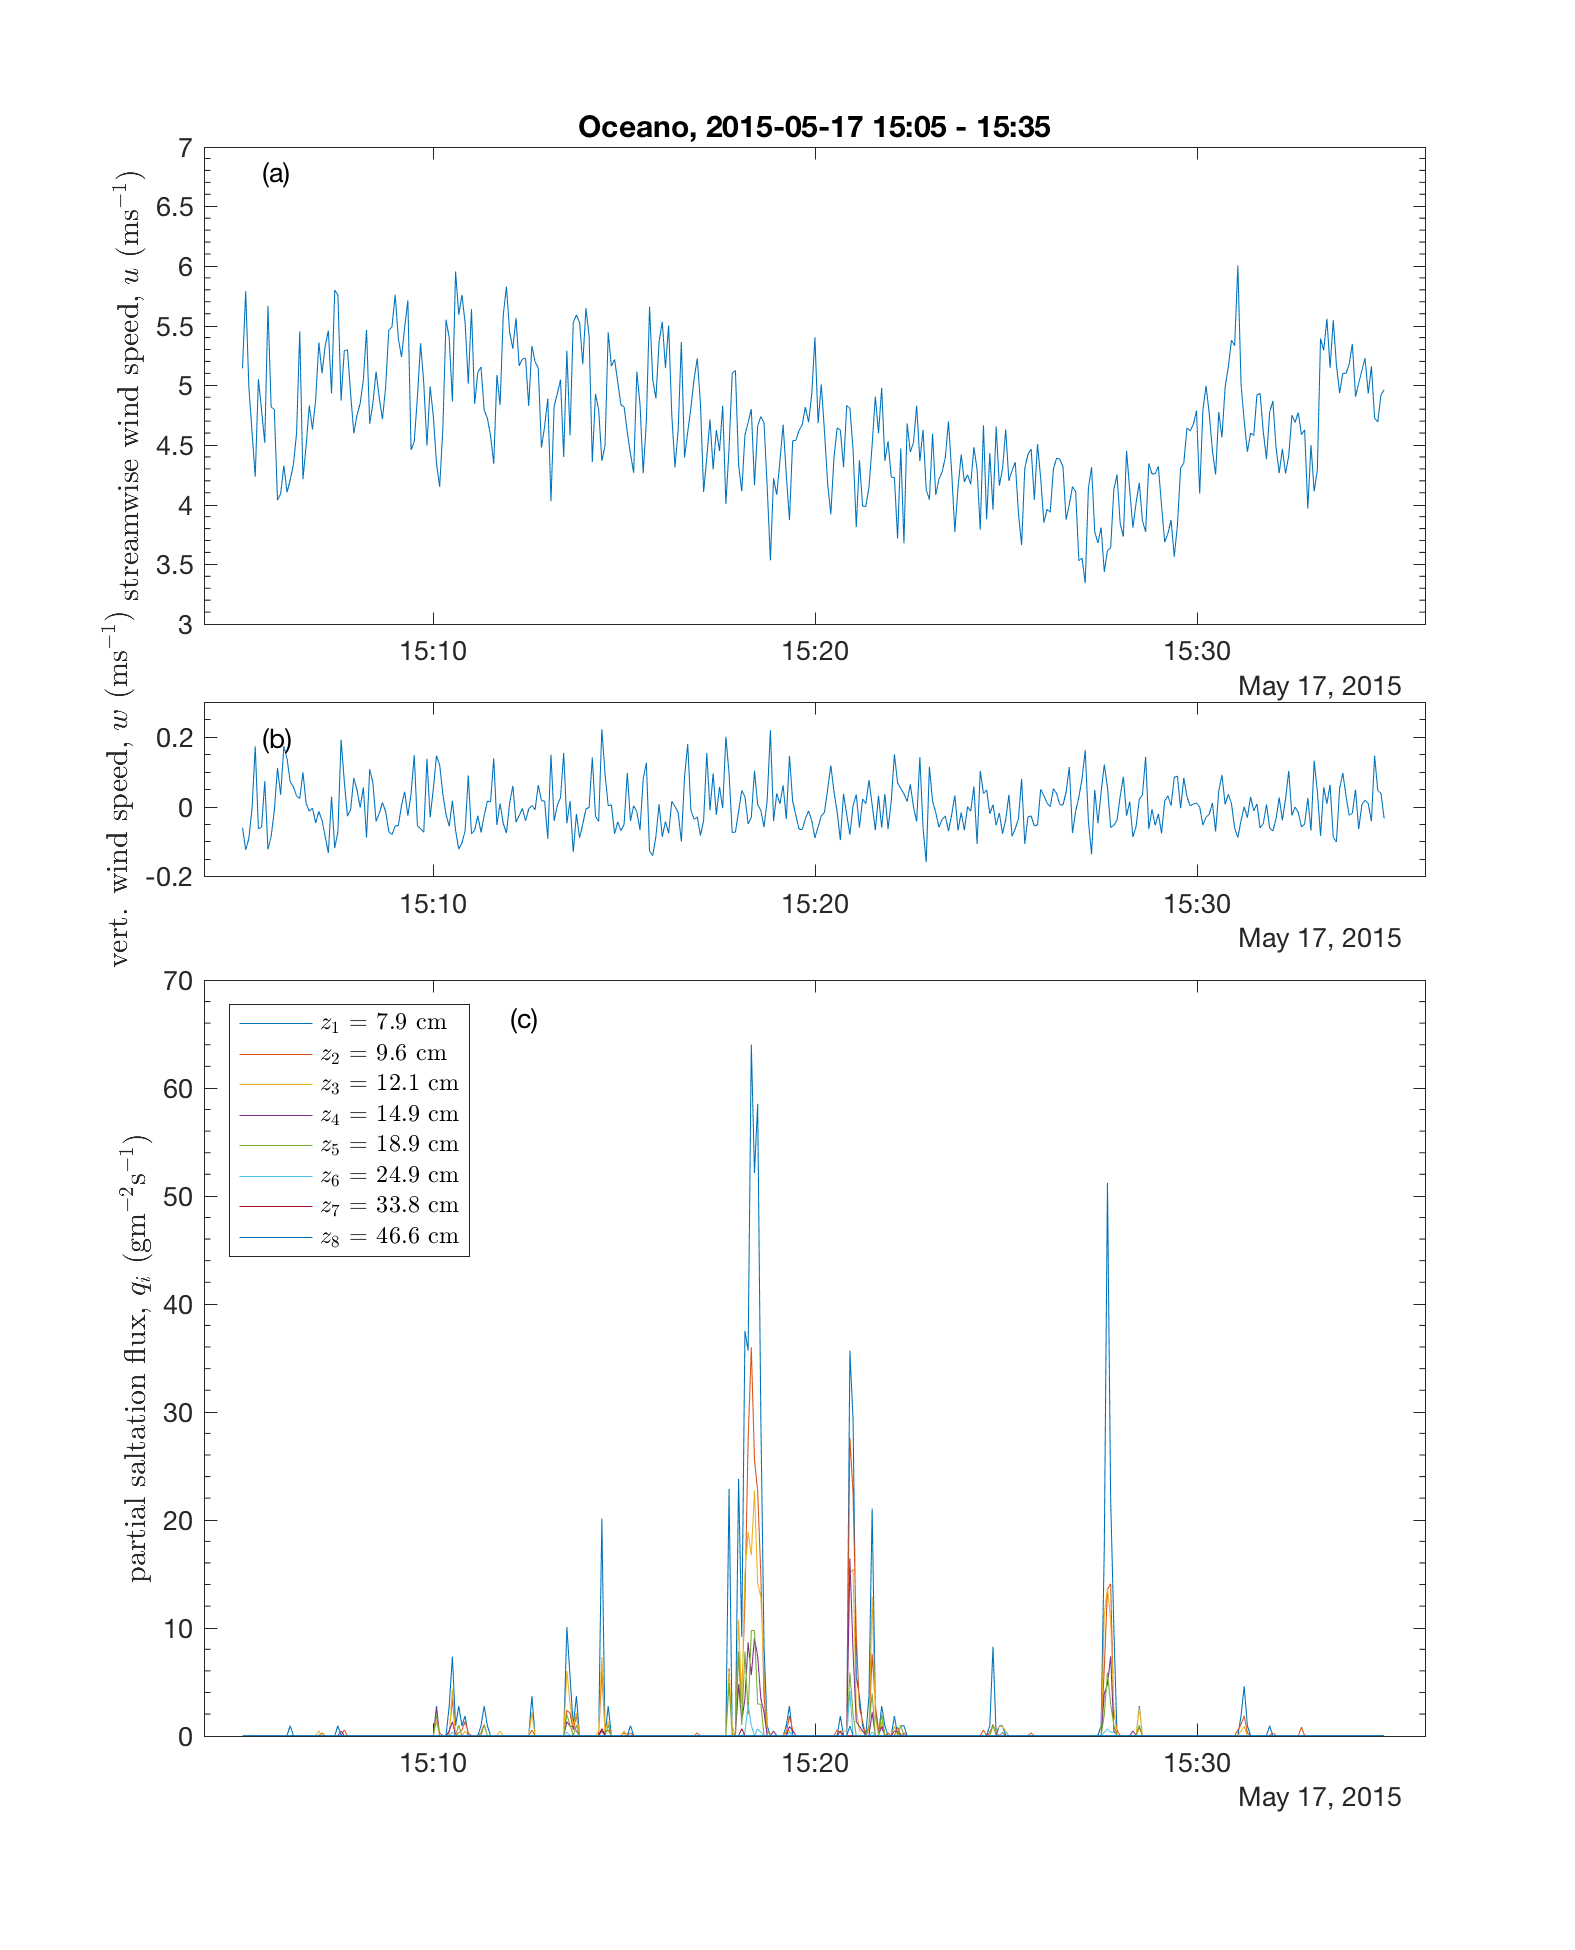 Oceano, 2015-05-17 15:05 - 15:35
(a)
streamwise wind speed, u (ms⁻¹)
7
6.5
6
5.5
5
4.5
4
3.5
3
15:10 15:20 15:30
May 17, 2015
(b)
vert. wind speed, w (ms⁻¹)
0.2
0
-0.2
15:10 15:20 15:30
May 17, 2015
(c)
partial saltation flux, qᵢ (gm⁻²s⁻¹)
70
60
50
40
30
20
10
0
z₁ = 7.9 cm
z₂ = 9.6 cm
z₃ = 12.1 cm
z₄ = 14.9 cm
z₅ = 18.9 cm
z₆ = 24.9 cm
z₇ = 33.8 cm
z₈ = 46.6 cm
15:10 15:20 15:30
May 17, 2015